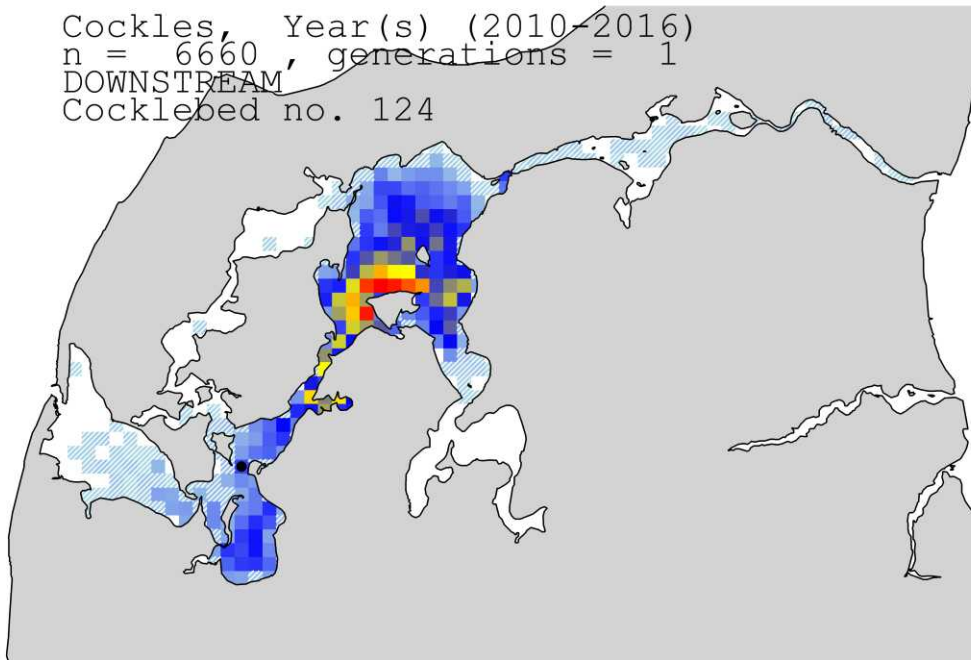 Cockles, Year(s) (2010-2016)
n = 6660 , generations = 1
DOWNSTREAM
Cocklebed no. 124